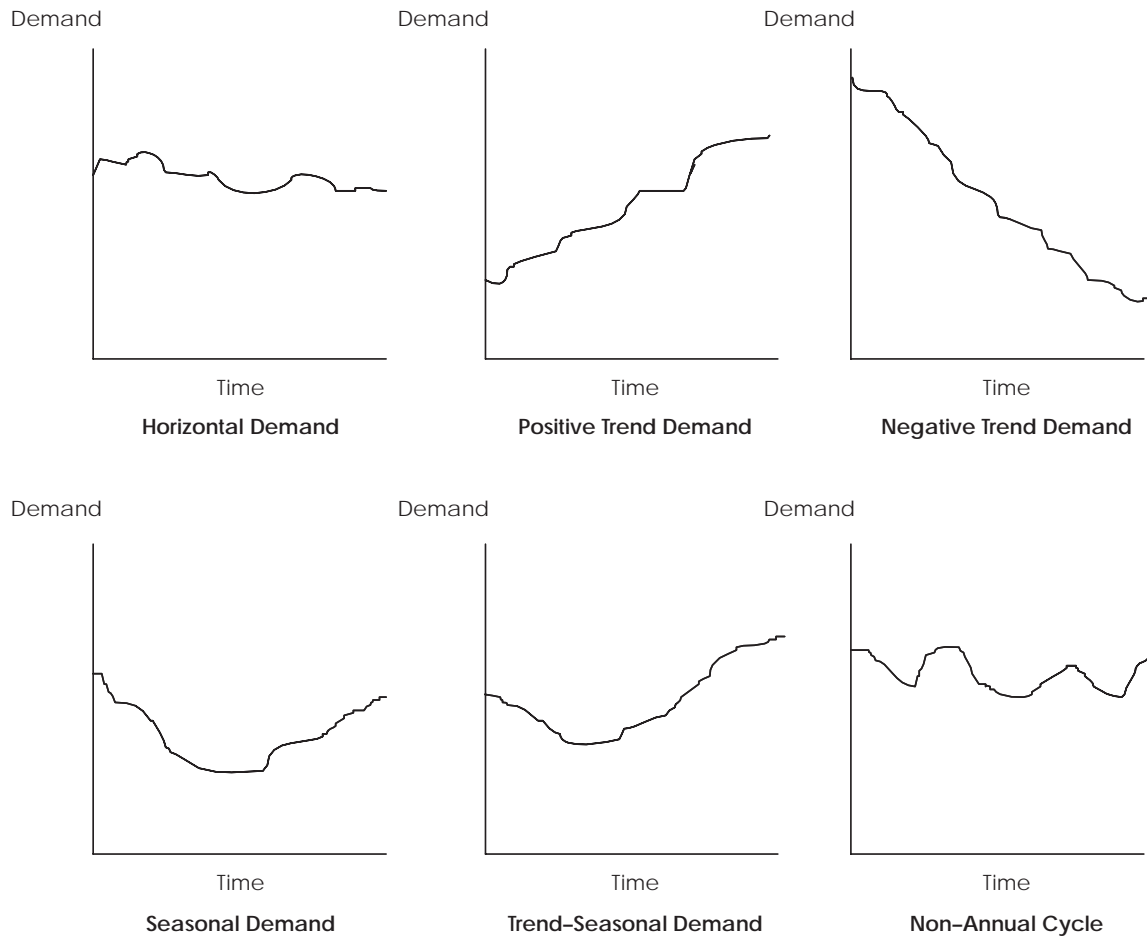 Demand Demand Demand
Time Time Time
Horizontal Demand Positive Trend Demand Negative Trend Demand
Demand Demand Demand
Time Time Time
Seasonal Demand Trend–Seasonal Demand Non–Annual Cycle